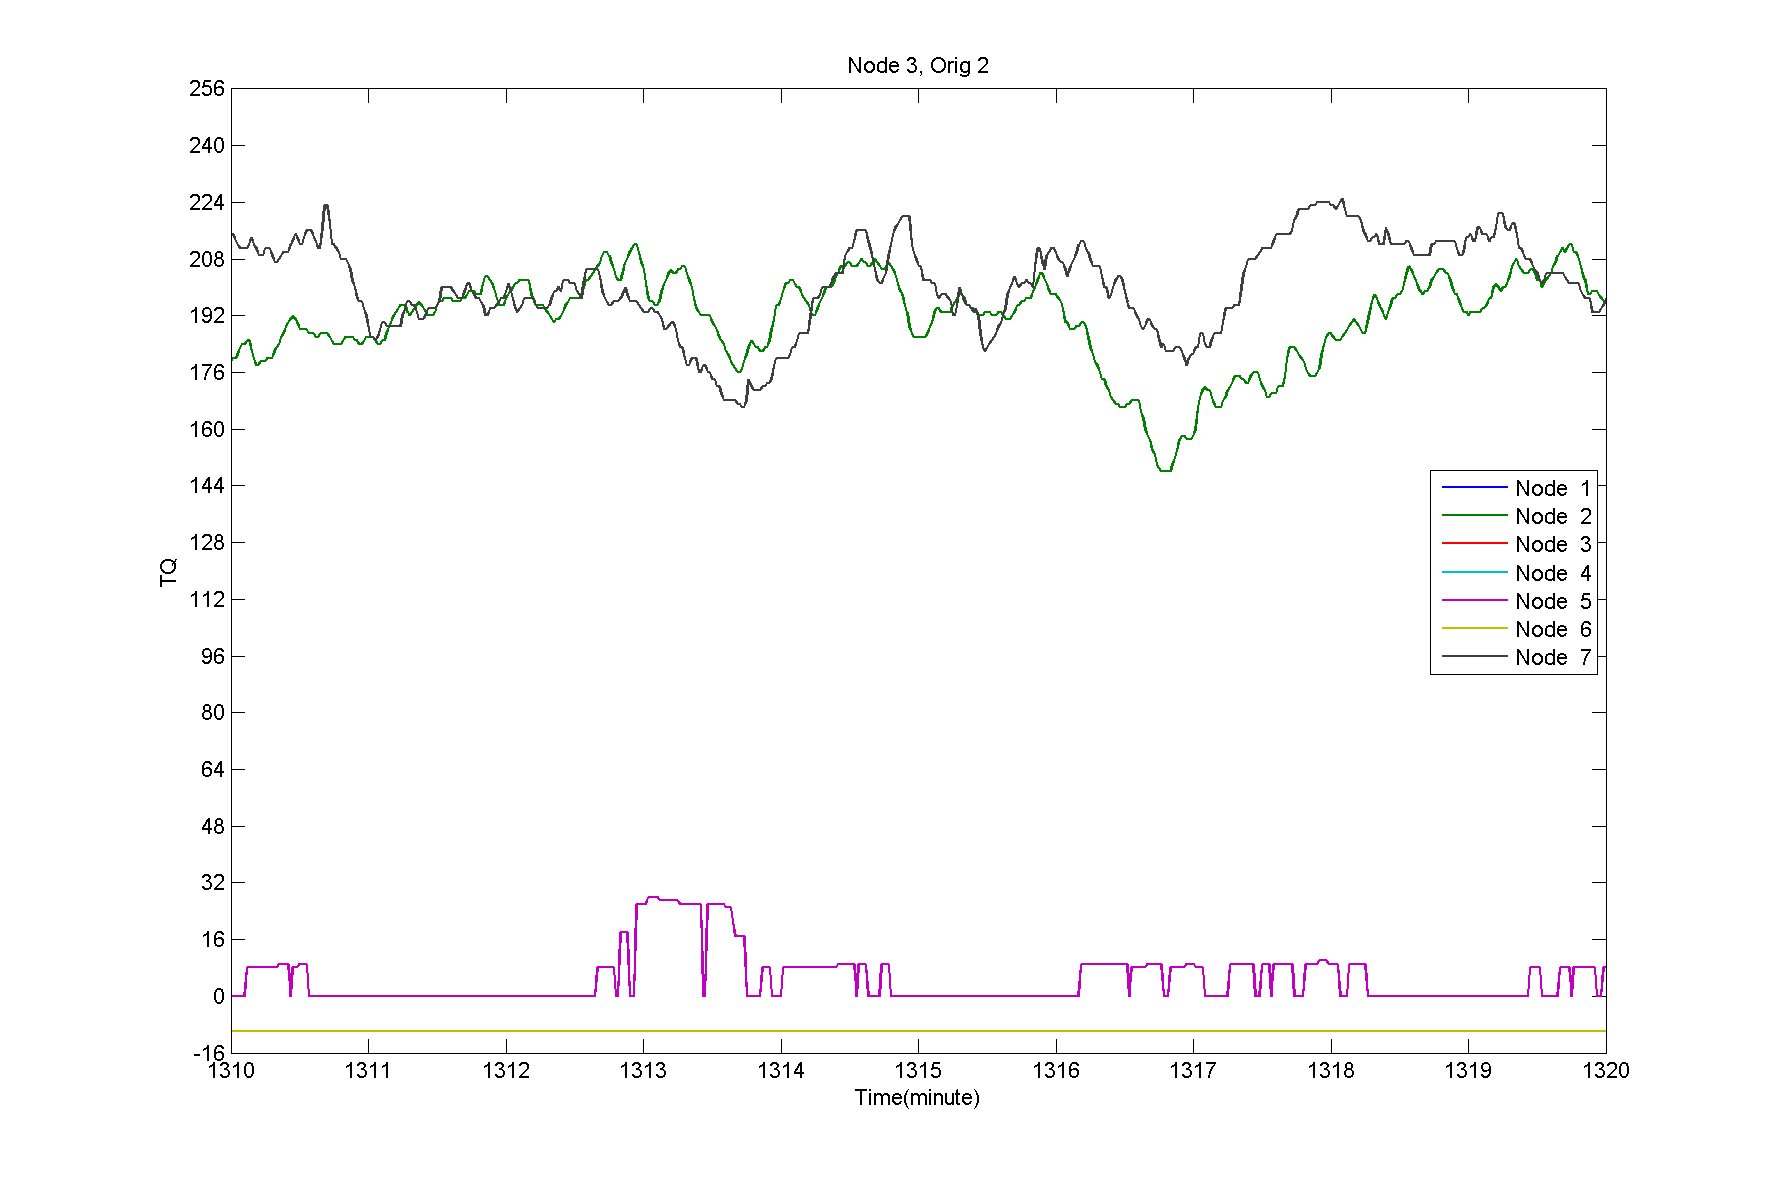 Node 3, Orig 2
256
240
224
208
192
176
160
144
128
112
96
80
64
48
32
16
0
-16
TQ
Node 1
Node 2
Node 3
Node 4
Node 5
Node 6
Node 7
1310 1311 1312 1313 1314 1315 1316 1317 1318 1319 1320
Time(minute)